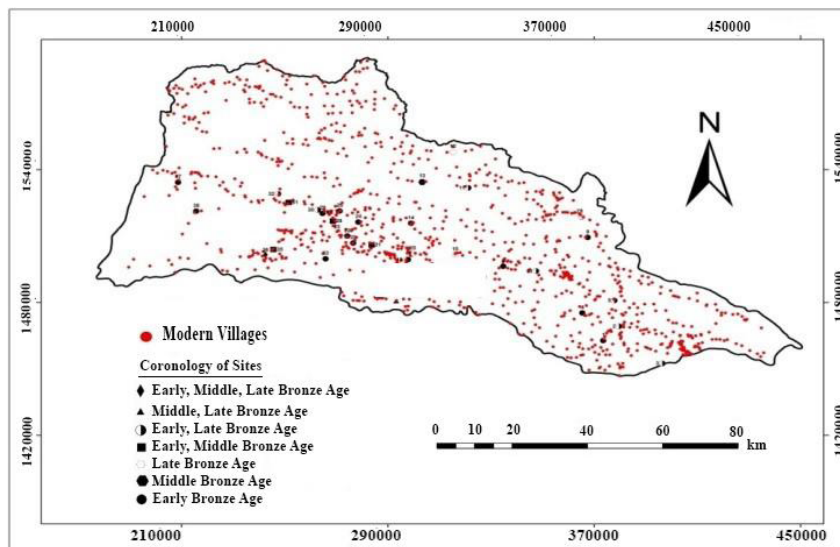 210000 290000 370000 450000
N
1540000 1540000
1480000 1480000
Modern Villages
Coronology of Sites
Early, Middle, Late Bronze Age
Middle, Late Bronze Age
Early, Late Bronze Age
Early, Middle Bronze Age
Late Bronze Age
Middle Bronze Age
Early Bronze Age
0 10 20 40 60 80
km
1420000 1420000
210000 290000 370000 450000